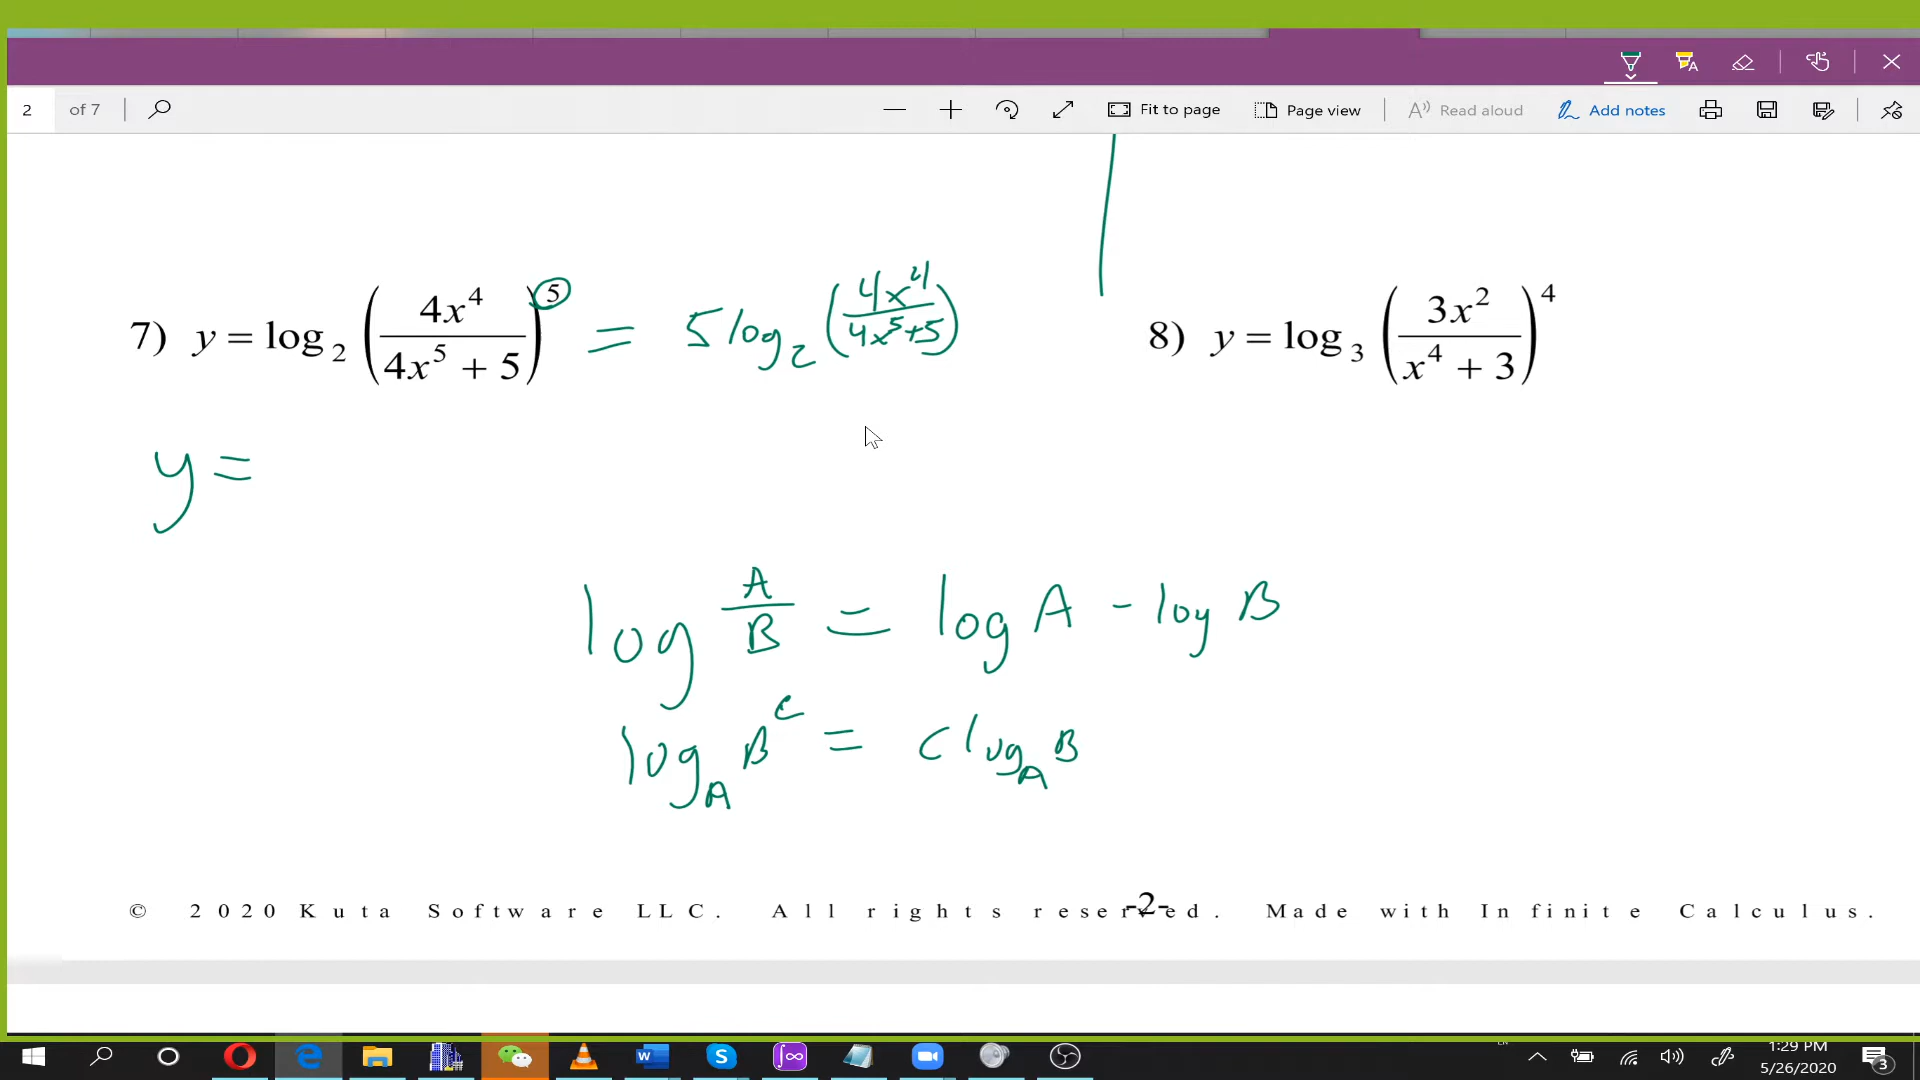 2 of 7 Fit to page Page view Read aloud Add notes
7) y = log₂ (4x⁴ / (4x⁵ + 5))⁵ = 5 log₂ (4x⁴ / (4x⁵+5))
8) y = log₃ (3x² / (x⁴ + 3))⁴
y =
log A/B = log A - log B
log_A B^C = C log_A B
© 2020 Kuta Software LLC. All rights reserved. Made with Infinite Calculus.
-2-
1:29 PM
5/26/2020
3